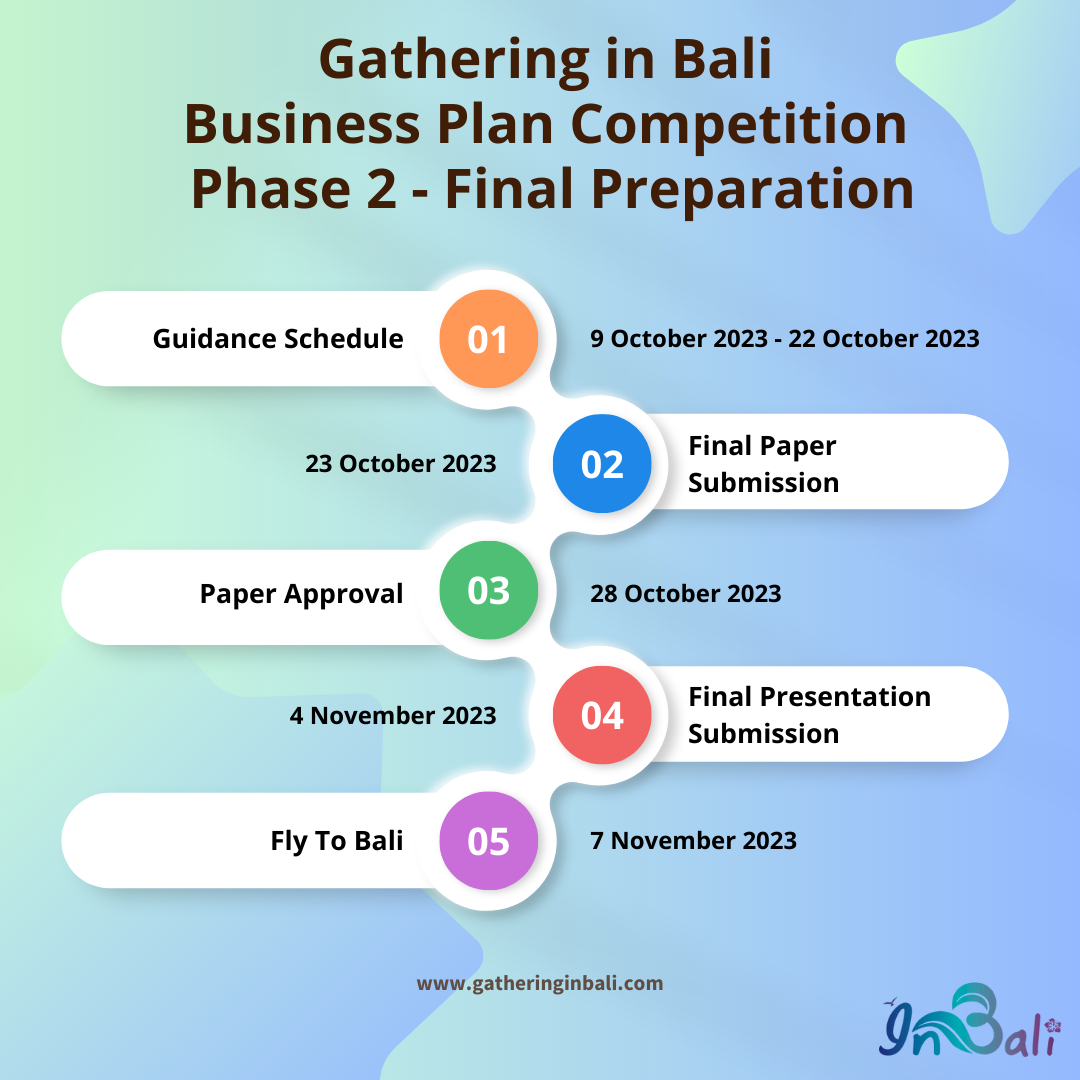 Gathering in Bali
Business Plan Competition
Phase 2 - Final Preparation
Guidance Schedule
01
9 October 2023 - 22 October 2023
23 October 2023
02
Final Paper
Submission
Paper Approval
03
28 October 2023
4 November 2023
04
Final Presentation
Submission
Fly To Bali
05
7 November 2023
www.gatheringinbali.com
InBali